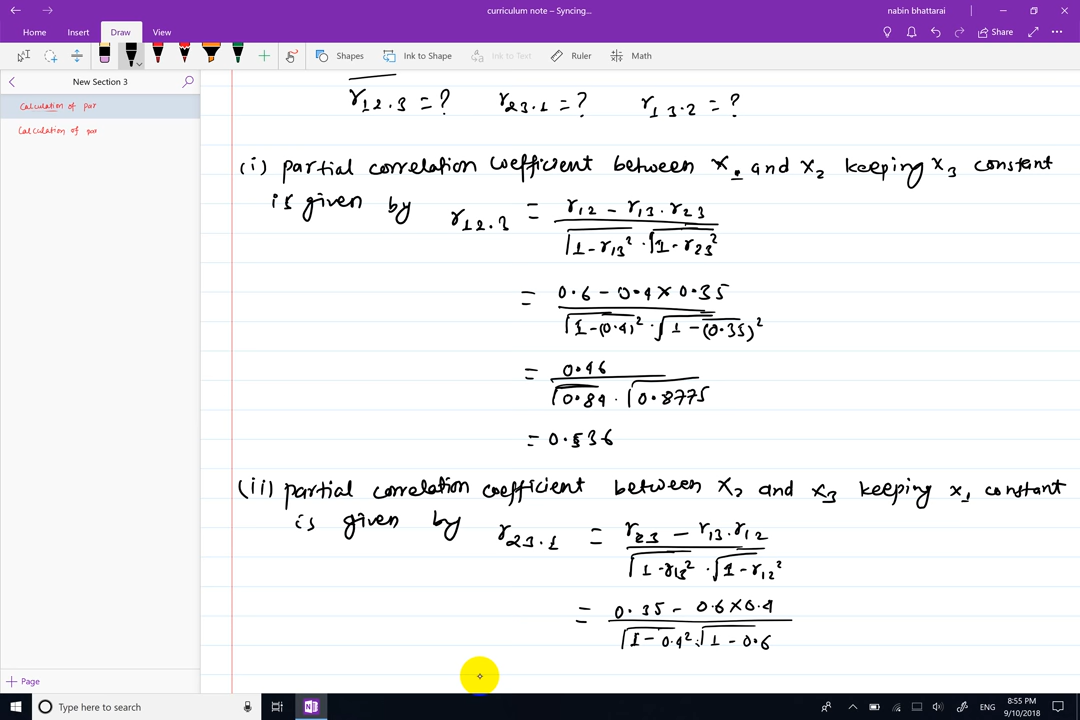 curriculum note – Syncing...
nabin bhattarai
Home Insert Draw View
Share
Shapes Ink to Shape Ink to Text Ruler Math
New Section 3
Calculation of par
Calculation of par
r12.3 = ? r23.1 = ? r13.2 = ?
(i) partial correlation coefficient between x1 and x2 keeping x3 constant
is given by r12.3 = (r12 − r13 . r23) / (√1−r13² . √1−r23²)
= (0.6 − 0.4 × 0.35) / (√1−(0.4)² . √1−(0.35)²)
= 0.46 / (√0.84 . √0.8775)
= 0.536
(ii) partial correlation coefficient between x2 and x3 keeping x1 constant
is given by r23.1 = (r23 − r13.r12) / (√1−r13² . √1−r12²)
= (0.35 − 0.6×0.4) / (√1−0.4² . √1−0.6)
+ Page
Type here to search
ENG
8:55 PM
9/10/2018